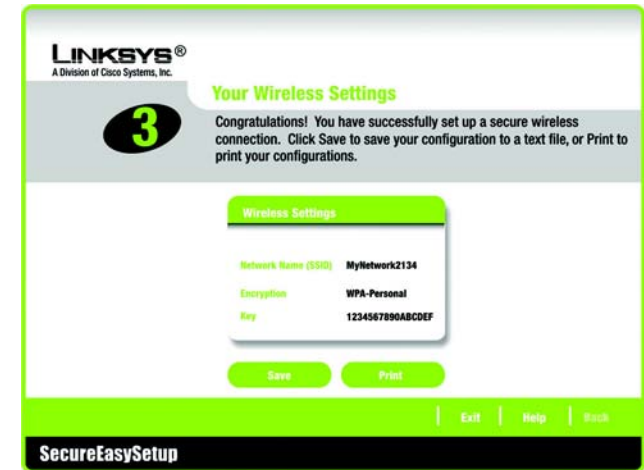 LINKSYS®
A Division of Cisco Systems, Inc.
3
Your Wireless Settings
Congratulations! You have successfully set up a secure wireless
connection. Click Save to save your configuration to a text file, or Print to
print your configurations.
Wireless Settings
Network Name (SSID) MyNetwork2134
Encryption WPA-Personal
Key 1234567890ABCDEF
Save Print
Exit Help Back
SecureEasySetup